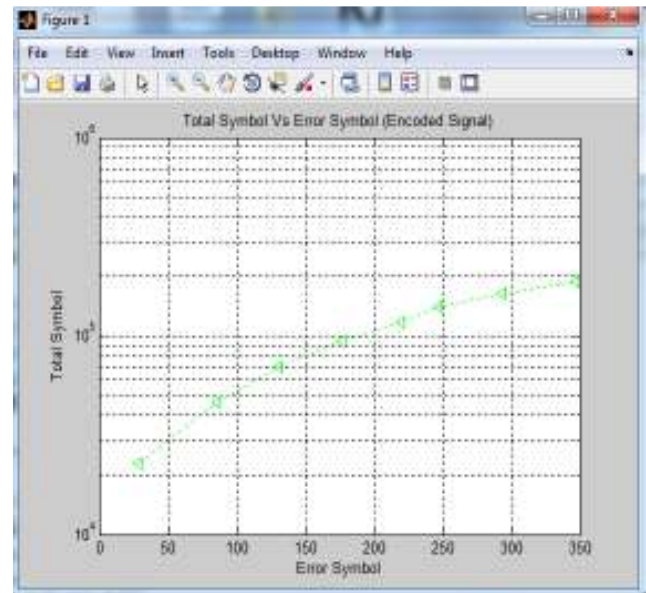 Figure 1
File Edit View Insert Tools Desktop Window Help
Total Symbol Vs Error Symbol (Encoded Signal)
10^6
10^5
10^4
Total Symbol
0 50 100 150 200 250 300 350
Error Symbol